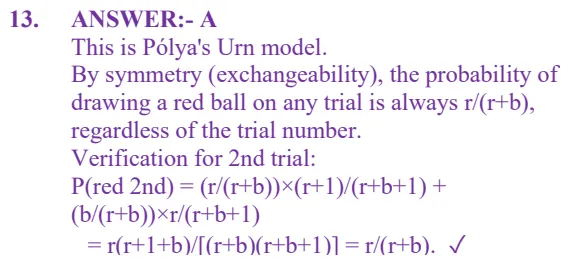 13. ANSWER:- A
This is Pólya's Urn model.
By symmetry (exchangeability), the probability of
drawing a red ball on any trial is always r/(r+b),
regardless of the trial number.
Verification for 2nd trial:
P(red 2nd) = (r/(r+b))×(r+1)/(r+b+1) +
(b/(r+b))×r/(r+b+1)
= r(r+1+b)/[(r+b)(r+b+1)] = r/(r+b). ✓